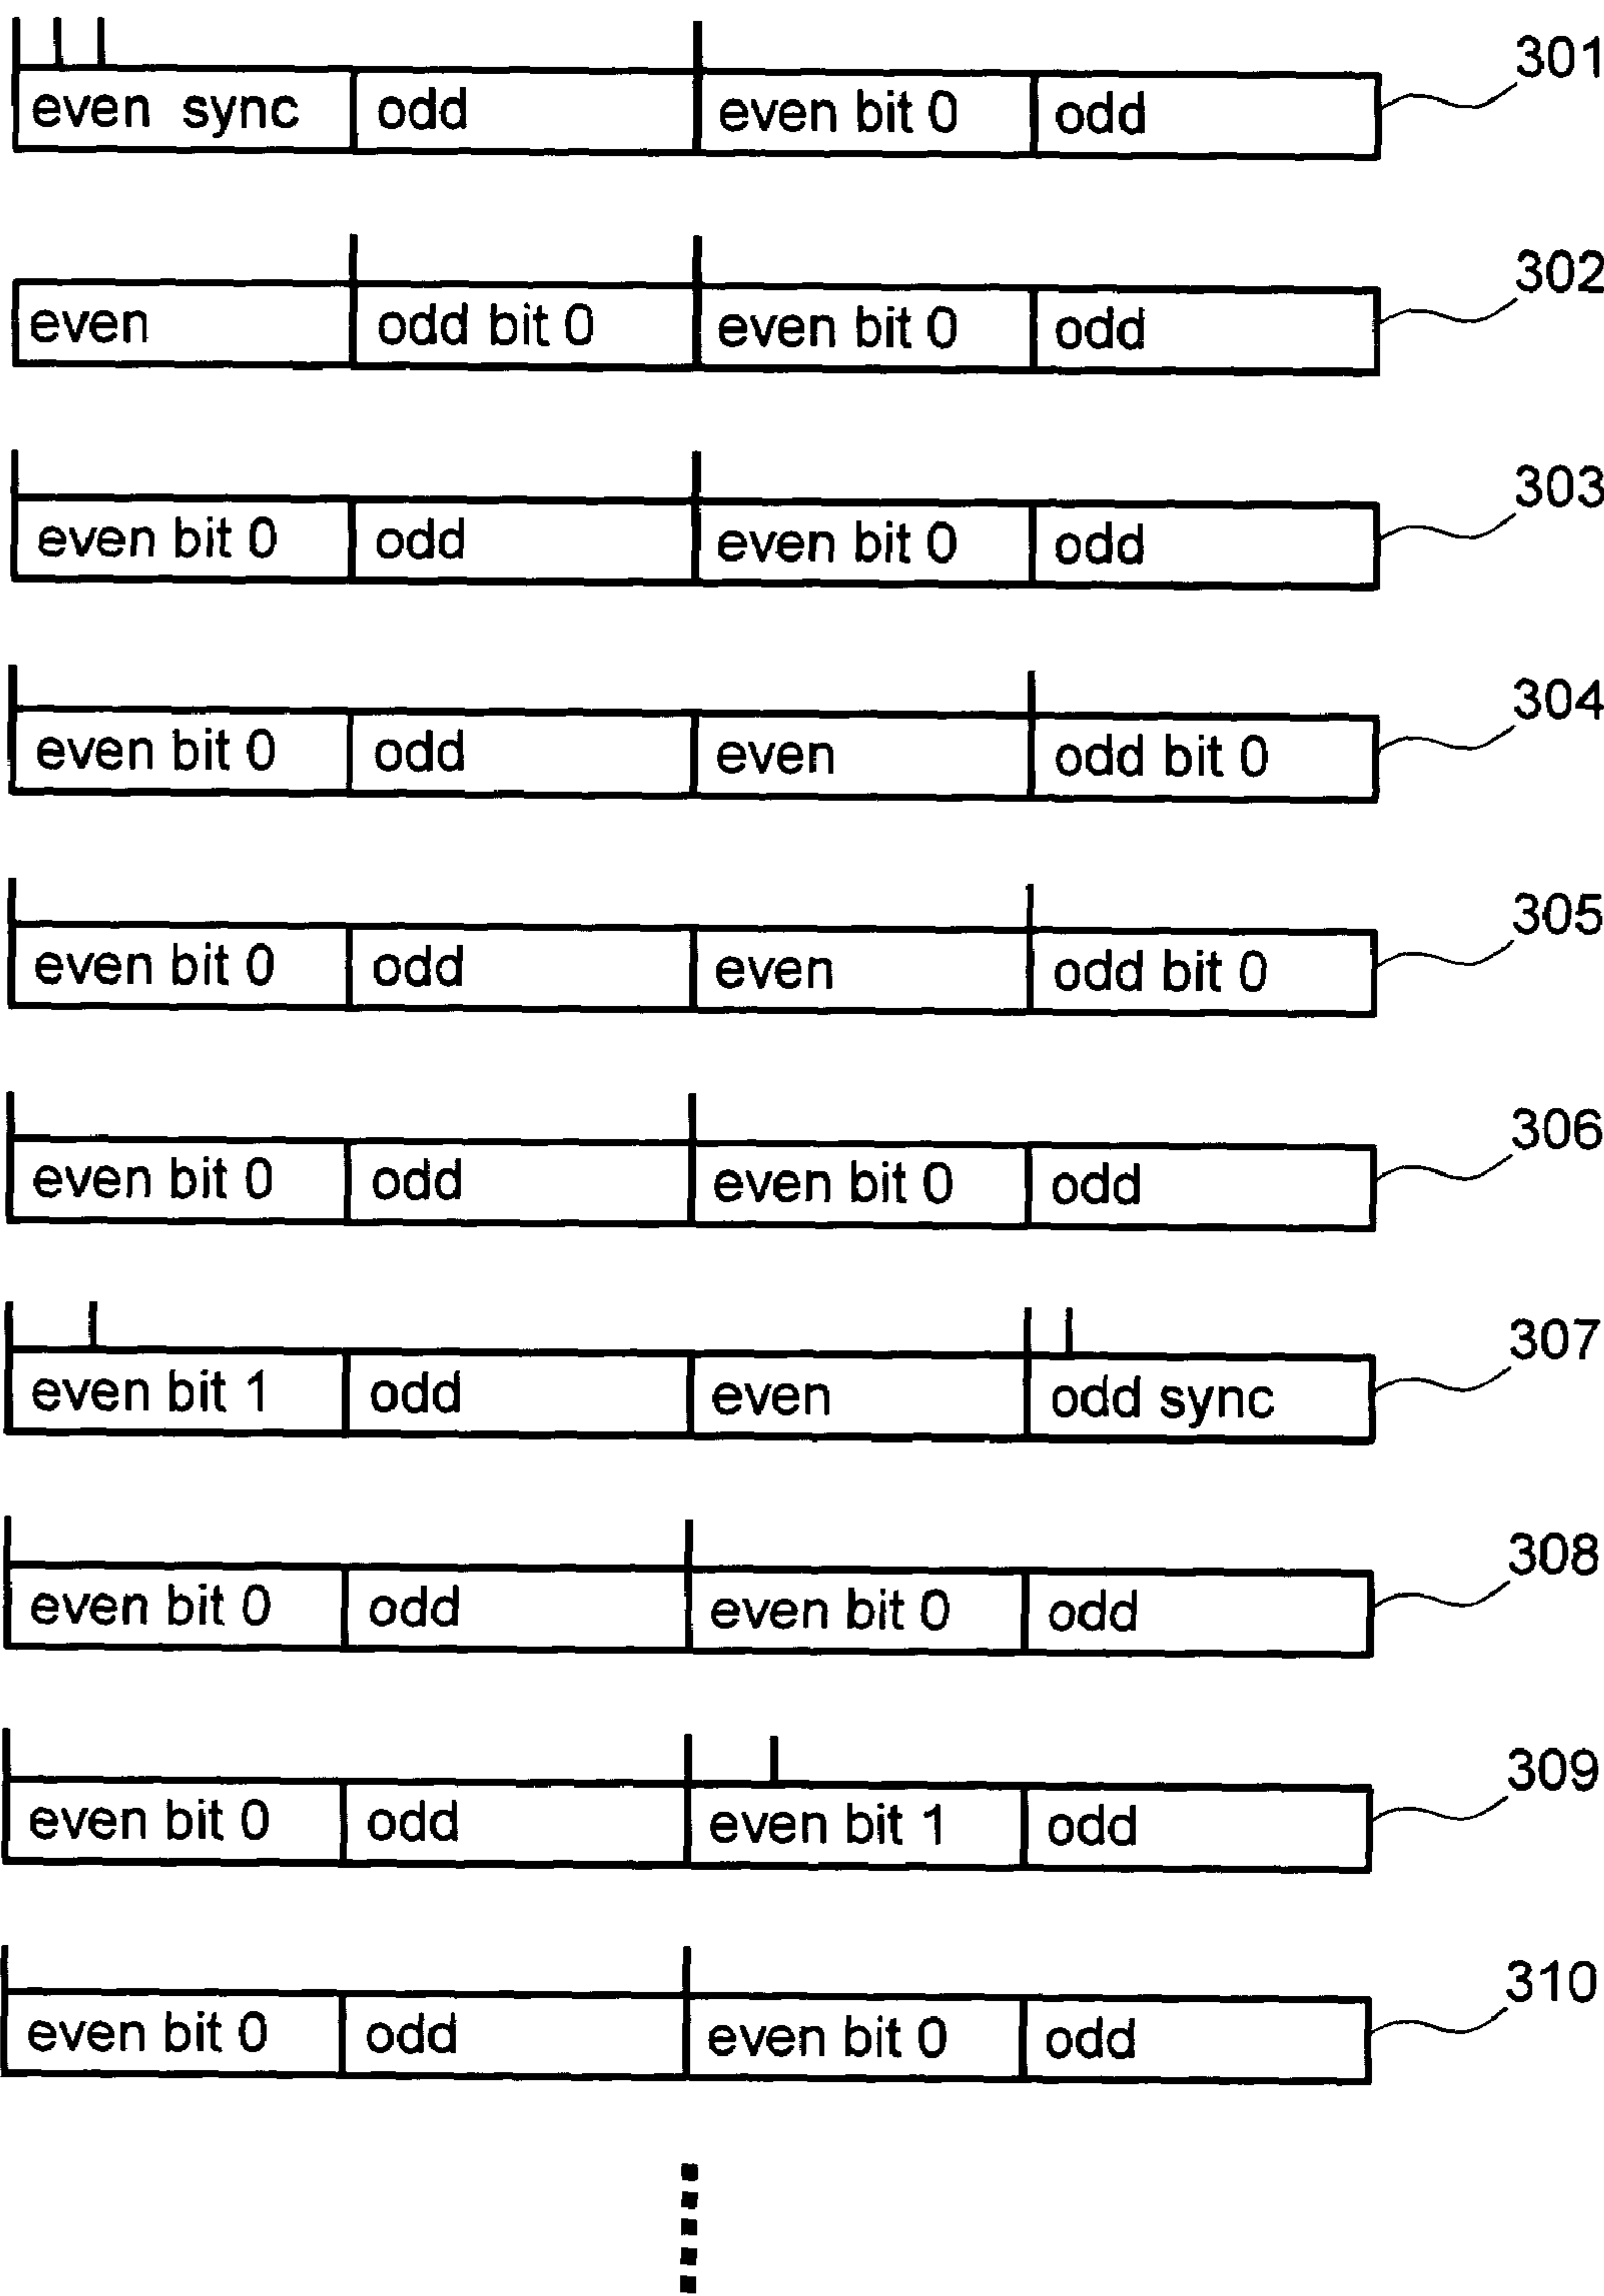 301
even sync odd even bit 0 odd
302
even odd bit 0 even bit 0 odd
303
even bit 0 odd even bit 0 odd
304
even bit 0 odd even odd bit 0
305
even bit 0 odd even odd bit 0
306
even bit 0 odd even bit 0 odd
307
even bit 1 odd even odd sync
308
even bit 0 odd even bit 0 odd
309
even bit 0 odd even bit 1 odd
310
even bit 0 odd even bit 0 odd